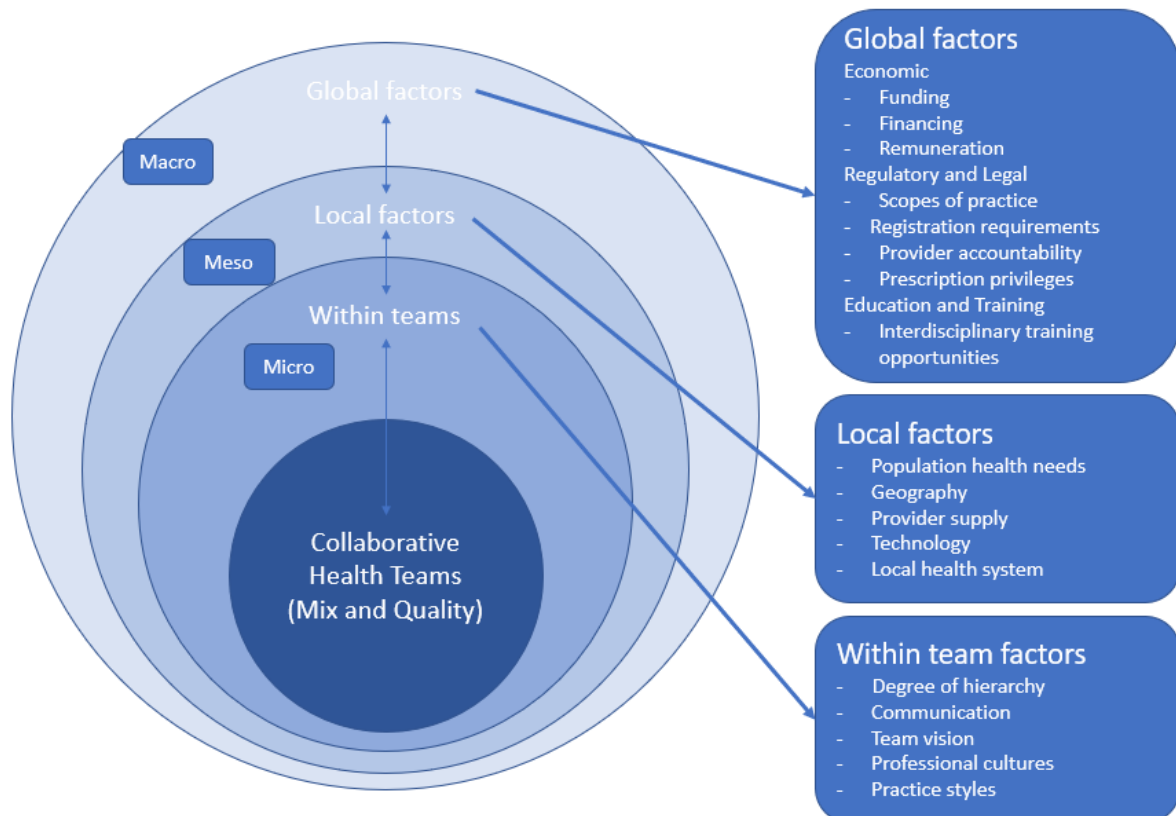 Global factors
Macro
Local factors
Meso
Within teams
Micro
Collaborative
Health Teams
(Mix and Quality)
Global factors
Economic
- Funding
- Financing
- Remuneration
Regulatory and Legal
- Scopes of practice
- Registration requirements
- Provider accountability
- Prescription privileges
Education and Training
- Interdisciplinary training
opportunities
Local factors
- Population health needs
- Geography
- Provider supply
- Technology
- Local health system
Within team factors
- Degree of hierarchy
- Communication
- Team vision
- Professional cultures
- Practice styles